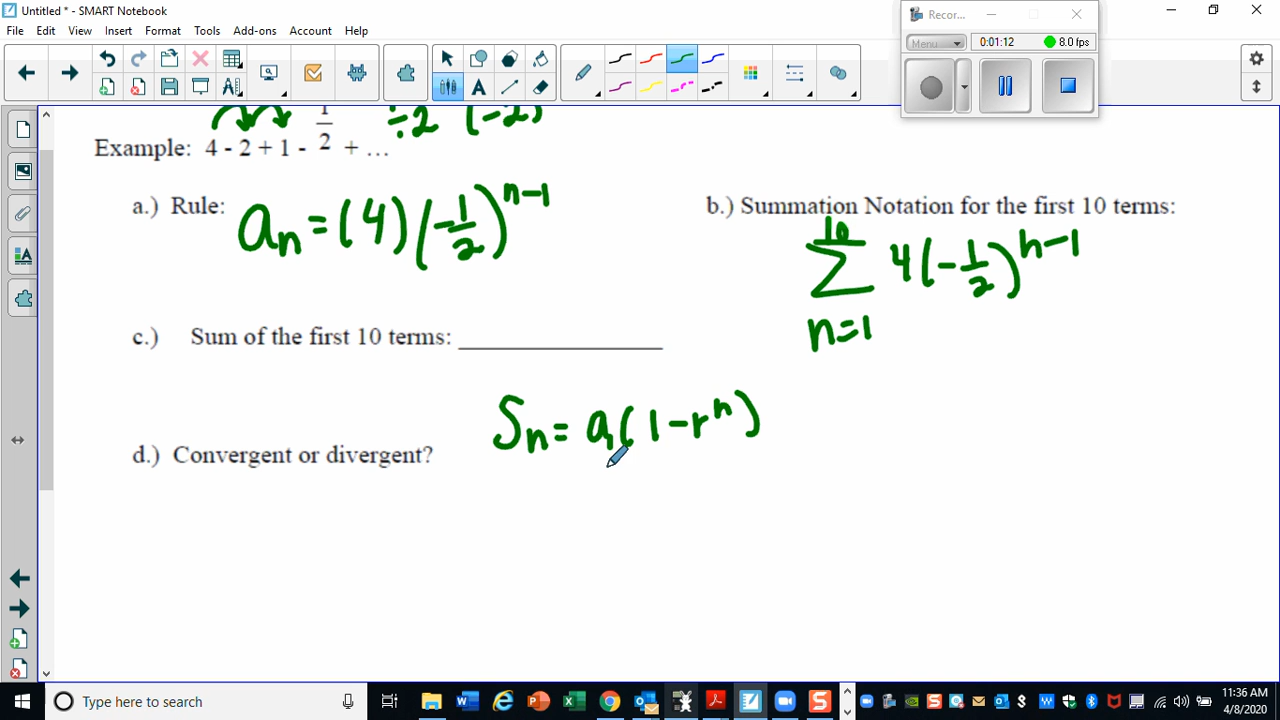 Untitled * - SMART Notebook
File Edit View Insert Format Tools Add-ons Account Help
Recor...
Menu 0:01:12 8.0 fps
÷2 (-2)
Example: 4 - 2 + 1 - 1/2 + …
a.) Rule: aₙ = (4)(-1/2)ⁿ⁻¹
b.) Summation Notation for the first 10 terms:
10
∑ 4(-1/2)ⁿ⁻¹
n=1
c.) Sum of the first 10 terms: ____________________
Sₙ = a₁(1-rⁿ)
d.) Convergent or divergent?
Type here to search
11:36 AM
4/8/2020